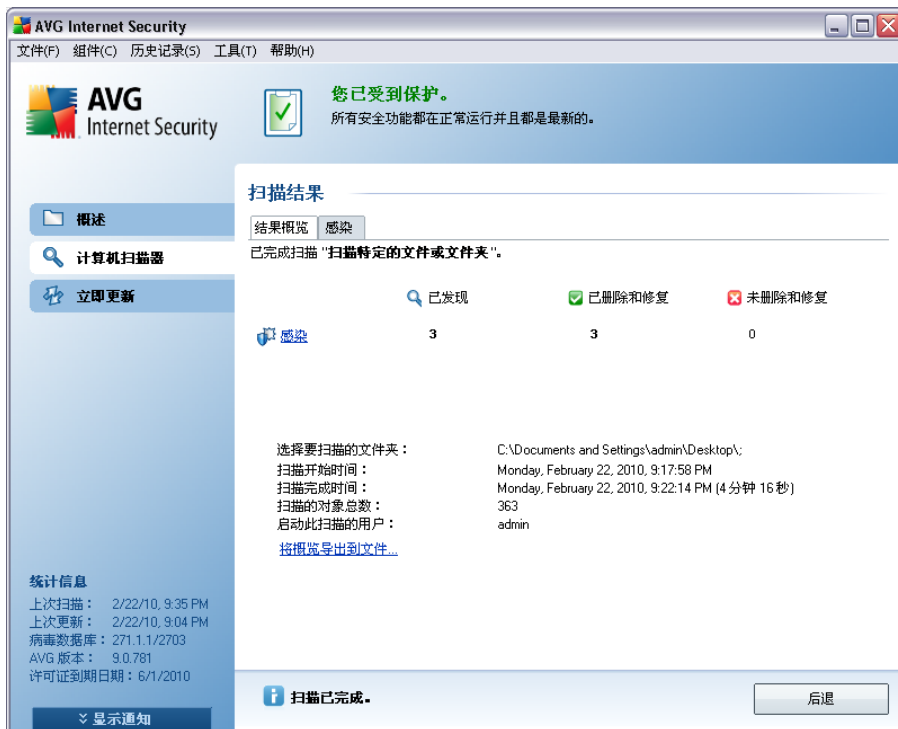 AVG Internet Security
文件(F) 组件(C) 历史记录(S) 工具(T) 帮助(H)
AVG
Internet Security
您已受到保护。
所有安全功能都在正常运行并且都是最新的。
概述
计算机扫描器
立即更新
扫描结果
结果概览 感染
已完成扫描 "扫描特定的文件或文件夹"。
已发现 已删除和修复 未删除和修复
感染 3 3 0
选择要扫描的文件夹： C:\Documents and Settings\admin\Desktop\;
扫描开始时间： Monday, February 22, 2010, 9:17:58 PM
扫描完成时间： Monday, February 22, 2010, 9:22:14 PM (4 分钟 16 秒)
扫描的对象总数： 363
启动此扫描的用户： admin
将概览导出到文件...
统计信息
上次扫描： 2/22/10, 9:35 PM
上次更新： 2/22/10, 9:04 PM
病毒数据库： 271.1.1/2703
AVG 版本： 9.0.781
许可证到期日期： 6/1/2010
显示通知
扫描已完成。
后退